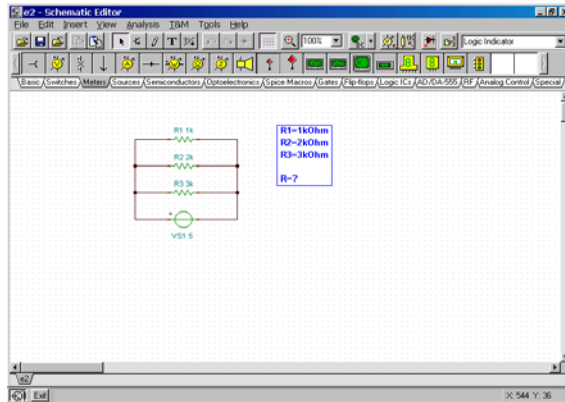 e2 - Schematic Editor
File Edit Insert View Analysis T&M Tools Help
100% Logic Indicator
Basic Switches Meters Sources Semiconductors Optoelectronics Spice Macros Gates Flip-flops Logic ICs AD/DA-555 RF Analog Control Special
R1 1k
R2 2k
R3 3k
+
VS1 5
R1=1kOhm
R2=2kOhm
R3=3kOhm
R=?
e2
Exit X: 544 Y: 36